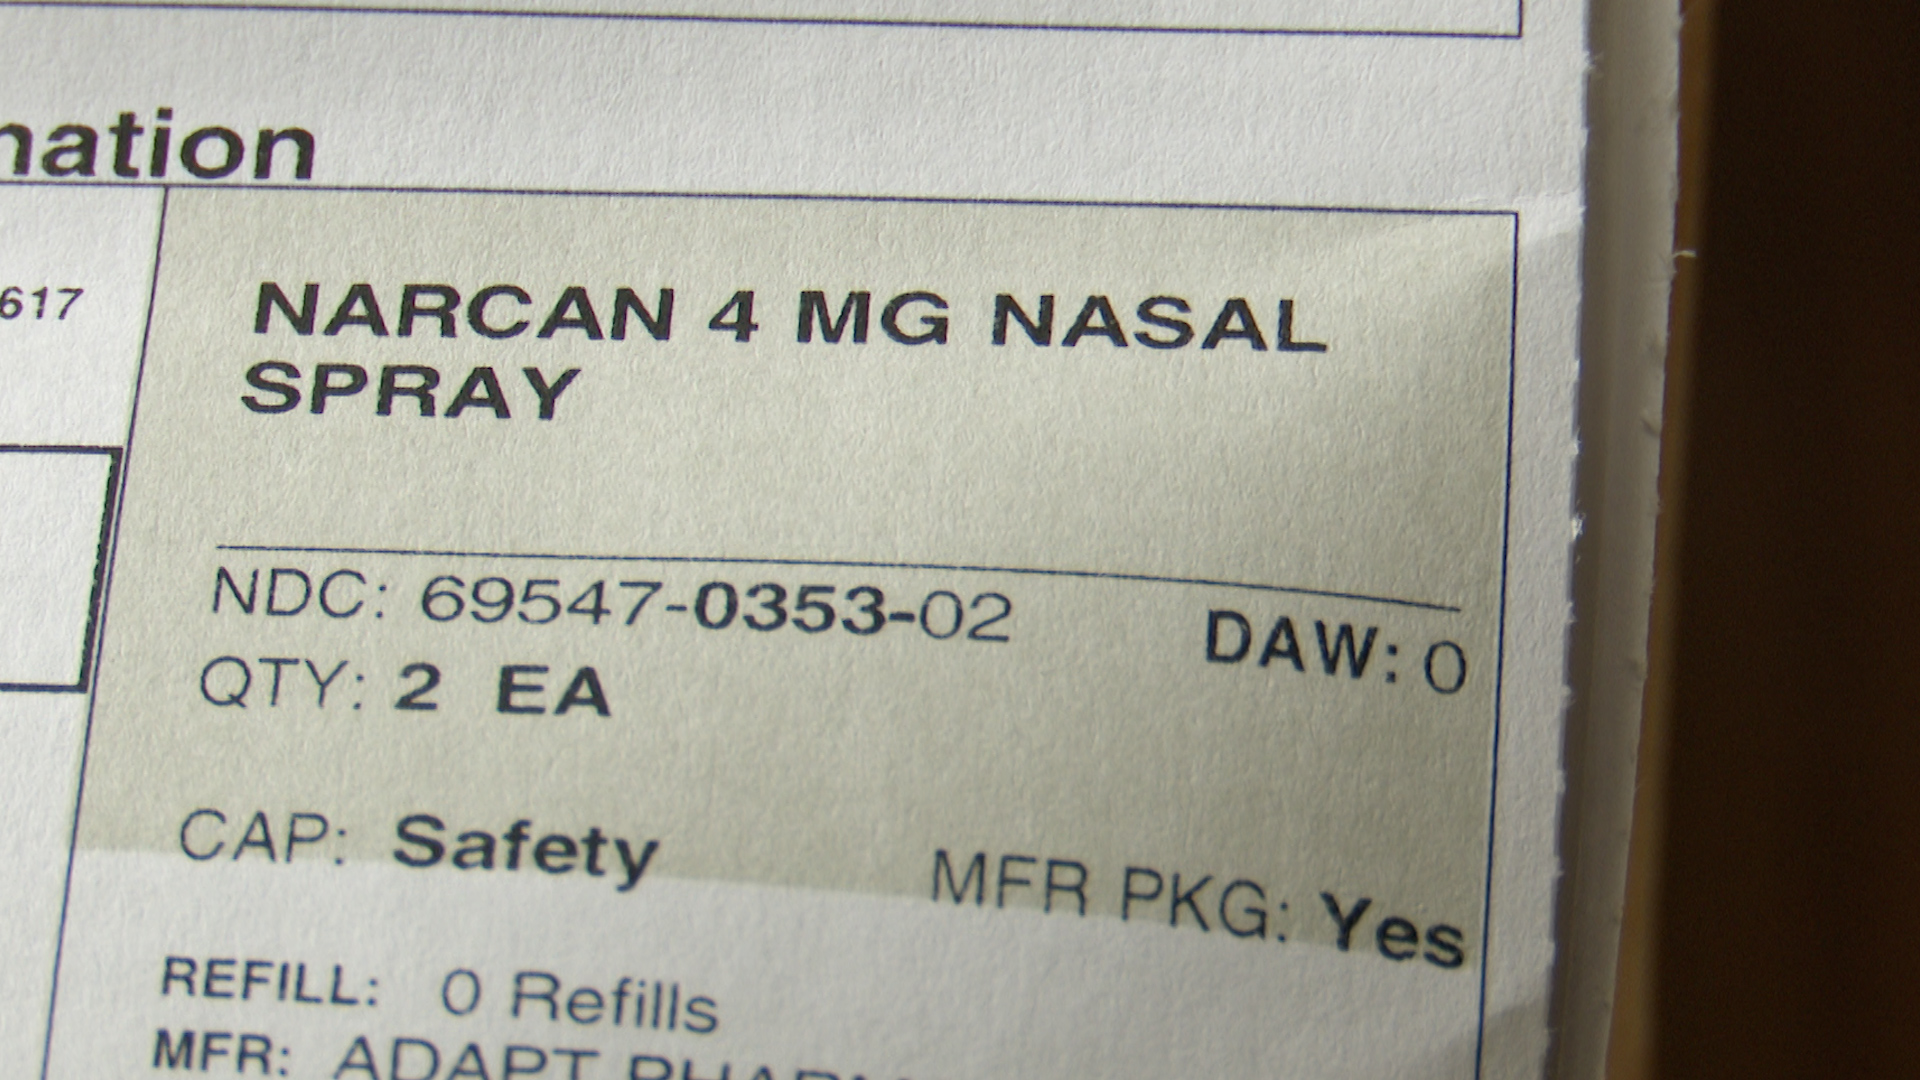 nation
617
NARCAN 4 MG NASAL
SPRAY
NDC: 69547-0353-02 DAW: 0
QTY: 2 EA
CAP: Safety MFR PKG: Yes
REFILL: 0 Refills
MFR: ADAPT